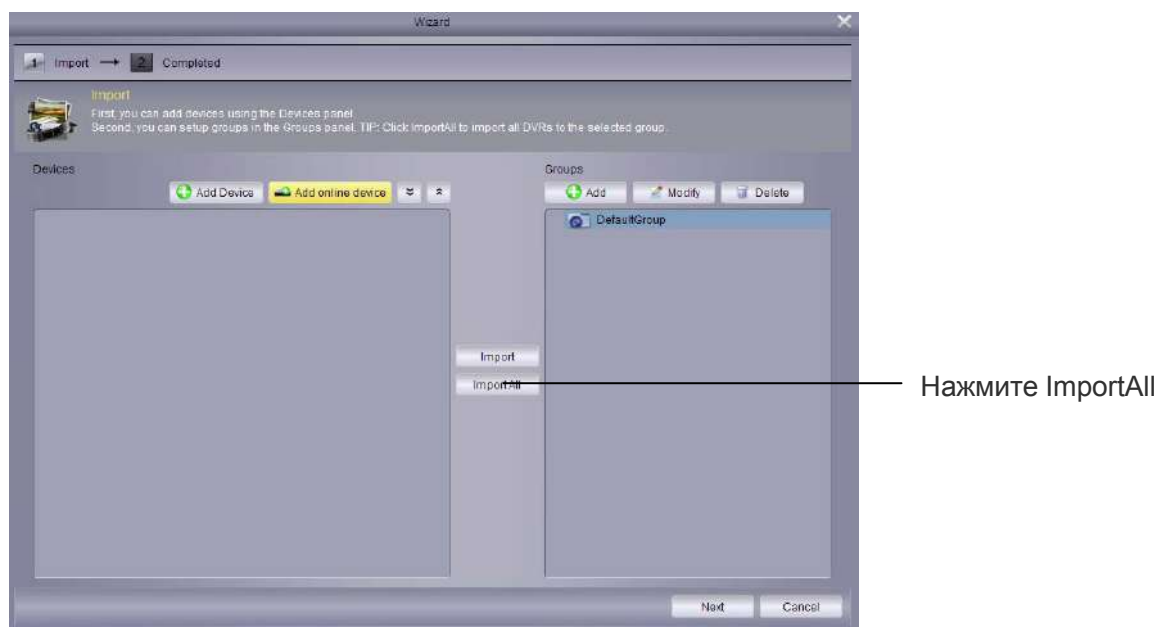 Wizard
1 Import → 2 Completed
Import
First, you can add devices using the Devices panel.
Second, you can setup groups in the Groups panel. TIP: Click ImportAll to import all DVRs to the selected group.
Devices
Groups
Add Device Add online device
Add Modify Delete
DefaultGroup
Import
ImportAll
Нажмите ImportAll
Next Cancel